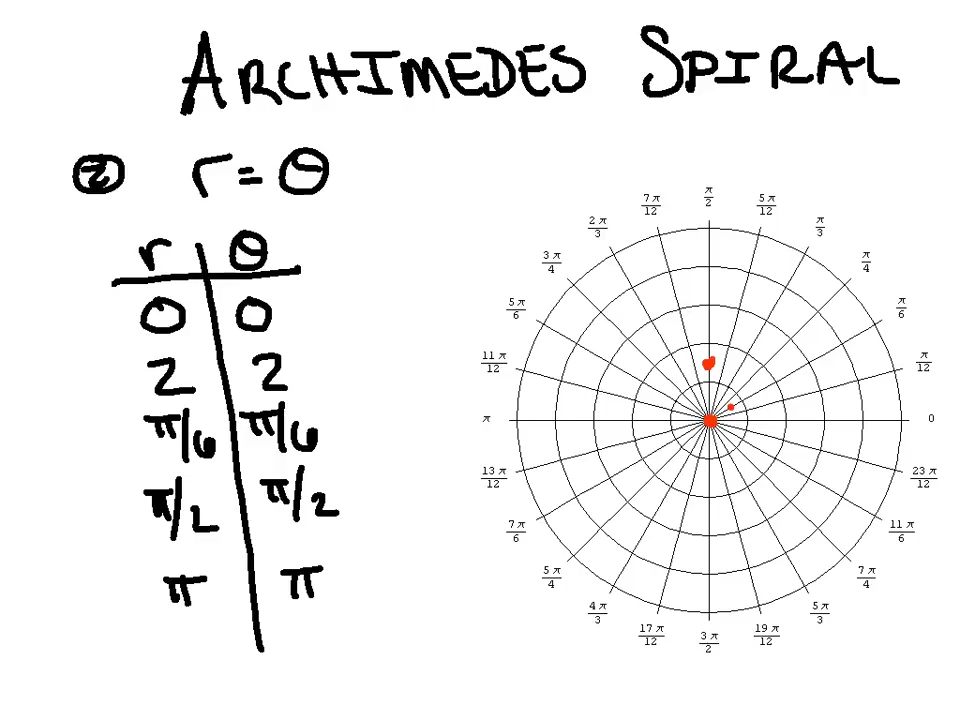 ARCHIMEDES SPIRAL
② r = θ
r θ
0 0
2 2
π/6 π/6
π/2 π/2
π π
π/2
7π/12 5π/12
2π/3 π/3
3π/4 π/4
5π/6 π/6
11π/12 π/12
π 0
13π/12 23π/12
7π/6 11π/6
5π/4 7π/4
4π/3 5π/3
17π/12 19π/12
3π/2